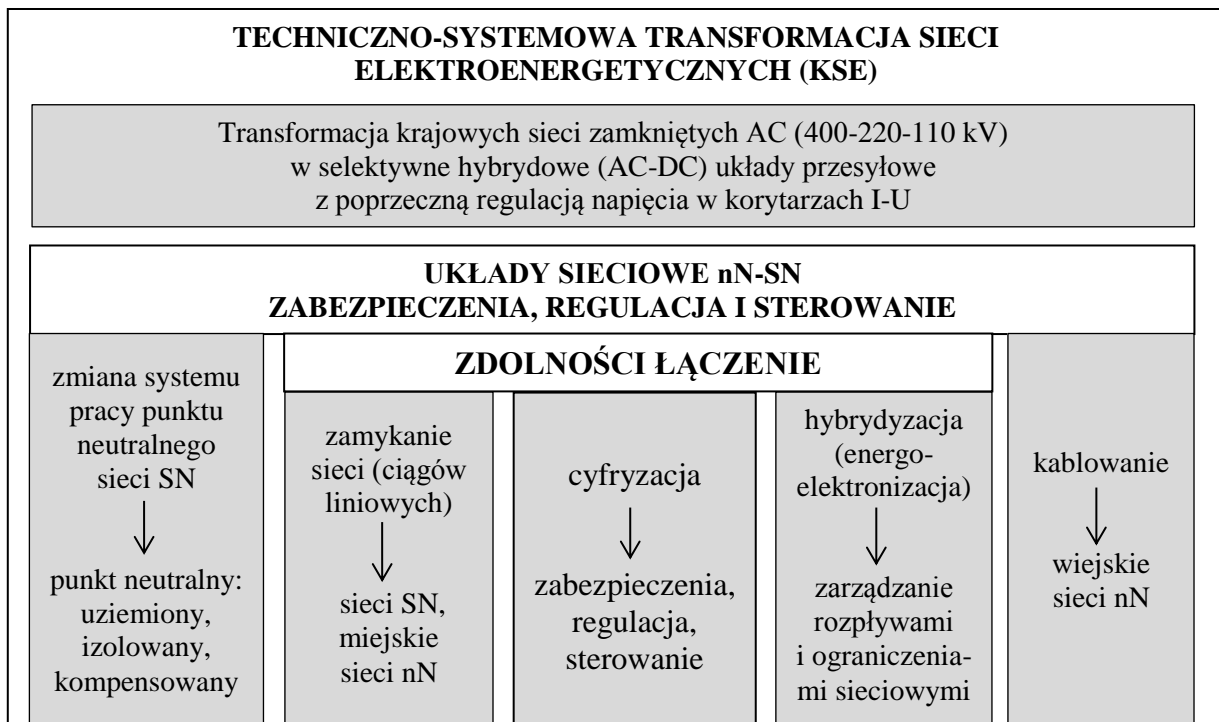 TECHNICZNO-SYSTEMOWA TRANSFORMACJA SIECI
ELEKTROENERGETYCZNYCH (KSE)
Transformacja krajowych sieci zamkniętych AC (400-220-110 kV)
w selektywne hybrydowe (AC-DC) układy przesyłowe
z poprzeczną regulacją napięcia w korytarzach I-U
UKŁADY SIECIOWE nN-SN
ZABEZPIECZENIA, REGULACJA I STEROWANIE
ZDOLNOŚCI ŁĄCZENIE
zmiana systemu
pracy punktu
neutralnego
sieci SN
punkt neutralny:
uziemiony,
izolowany,
kompensowany
zamykanie
sieci (ciągów
liniowych)
sieci SN,
miejskie
sieci nN
cyfryzacja
zabezpieczenia,
regulacja,
sterowanie
hybrydyzacja
(energo-
elektronizacja)
zarządzanie
rozpływami
i ograniczenia-
mi sieciowymi
kablowanie
wiejskie
sieci nN